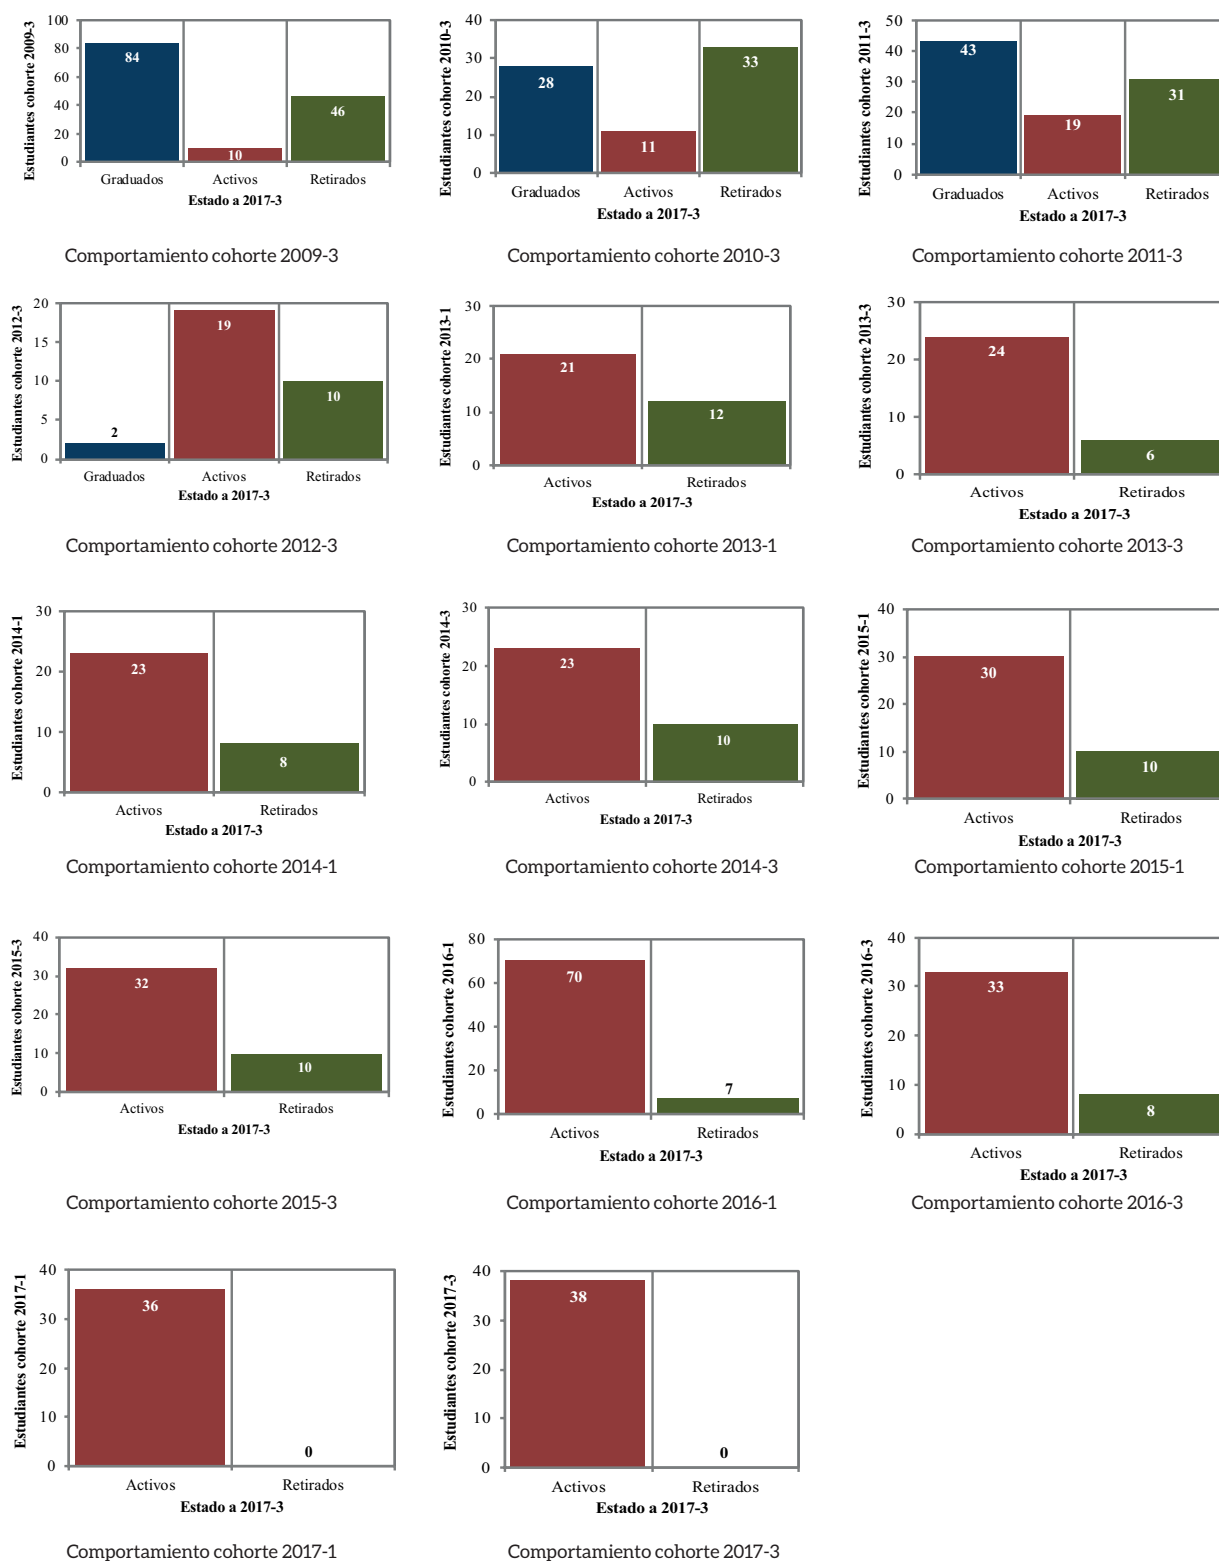 Estudiantes cohorte 2009-3
100
80
60
40
20
0
84
10
46
Graduados Activos Retirados
Estado a 2017-3
Comportamiento cohorte 2009-3
Estudiantes cohorte 2010-3
40
30
20
10
0
28
11
33
Graduados Activos Retirados
Estado a 2017-3
Comportamiento cohorte 2010-3
Estudiantes cohorte 2011-3
50
40
30
20
10
0
43
19
31
Graduados Activos Retirados
Estado a 2017-3
Comportamiento cohorte 2011-3
Estudiantes cohorte 2012-3
20
15
10
5
0
2
19
10
Graduados Activos Retirados
Estado a 2017-3
Comportamiento cohorte 2012-3
Estudiantes cohorte 2013-1
30
20
10
0
21
12
Activos Retirados
Estado a 2017-3
Comportamiento cohorte 2013-1
Estudiantes cohorte 2013-3
30
20
10
0
24
6
Activos Retirados
Estado a 2017-3
Comportamiento cohorte 2013-3
Estudiantes cohorte 2014-1
30
20
10
0
23
8
Activos Retirados
Estado a 2017-3
Comportamiento cohorte 2014-1
Estudiantes cohorte 2014-3
30
20
10
0
23
10
Activos Retirados
Estado a 2017-3
Comportamiento cohorte 2014-3
Estudiantes cohorte 2015-1
40
30
20
10
0
30
10
Activos Retirados
Estado a 2017-3
Comportamiento cohorte 2015-1
Estudiantes cohorte 2015-3
40
30
20
10
0
32
10
Activos Retirados
Estado a 2017-3
Comportamiento cohorte 2015-3
Estudiantes cohorte 2016-1
80
60
40
20
0
70
7
Activos Retirados
Estado a 2017-3
Comportamiento cohorte 2016-1
Estudiantes cohorte 2016-3
40
30
20
10
0
33
8
Activos Retirados
Estado a 2017-3
Comportamiento cohorte 2016-3
Estudiantes cohorte 2017-1
40
30
20
10
0
36
0
Activos Retirados
Estado a 2017-3
Comportamiento cohorte 2017-1
Estudiantes cohorte 2017-3
40
30
20
10
0
38
0
Activos Retirados
Estado a 2017-3
Comportamiento cohorte 2017-3